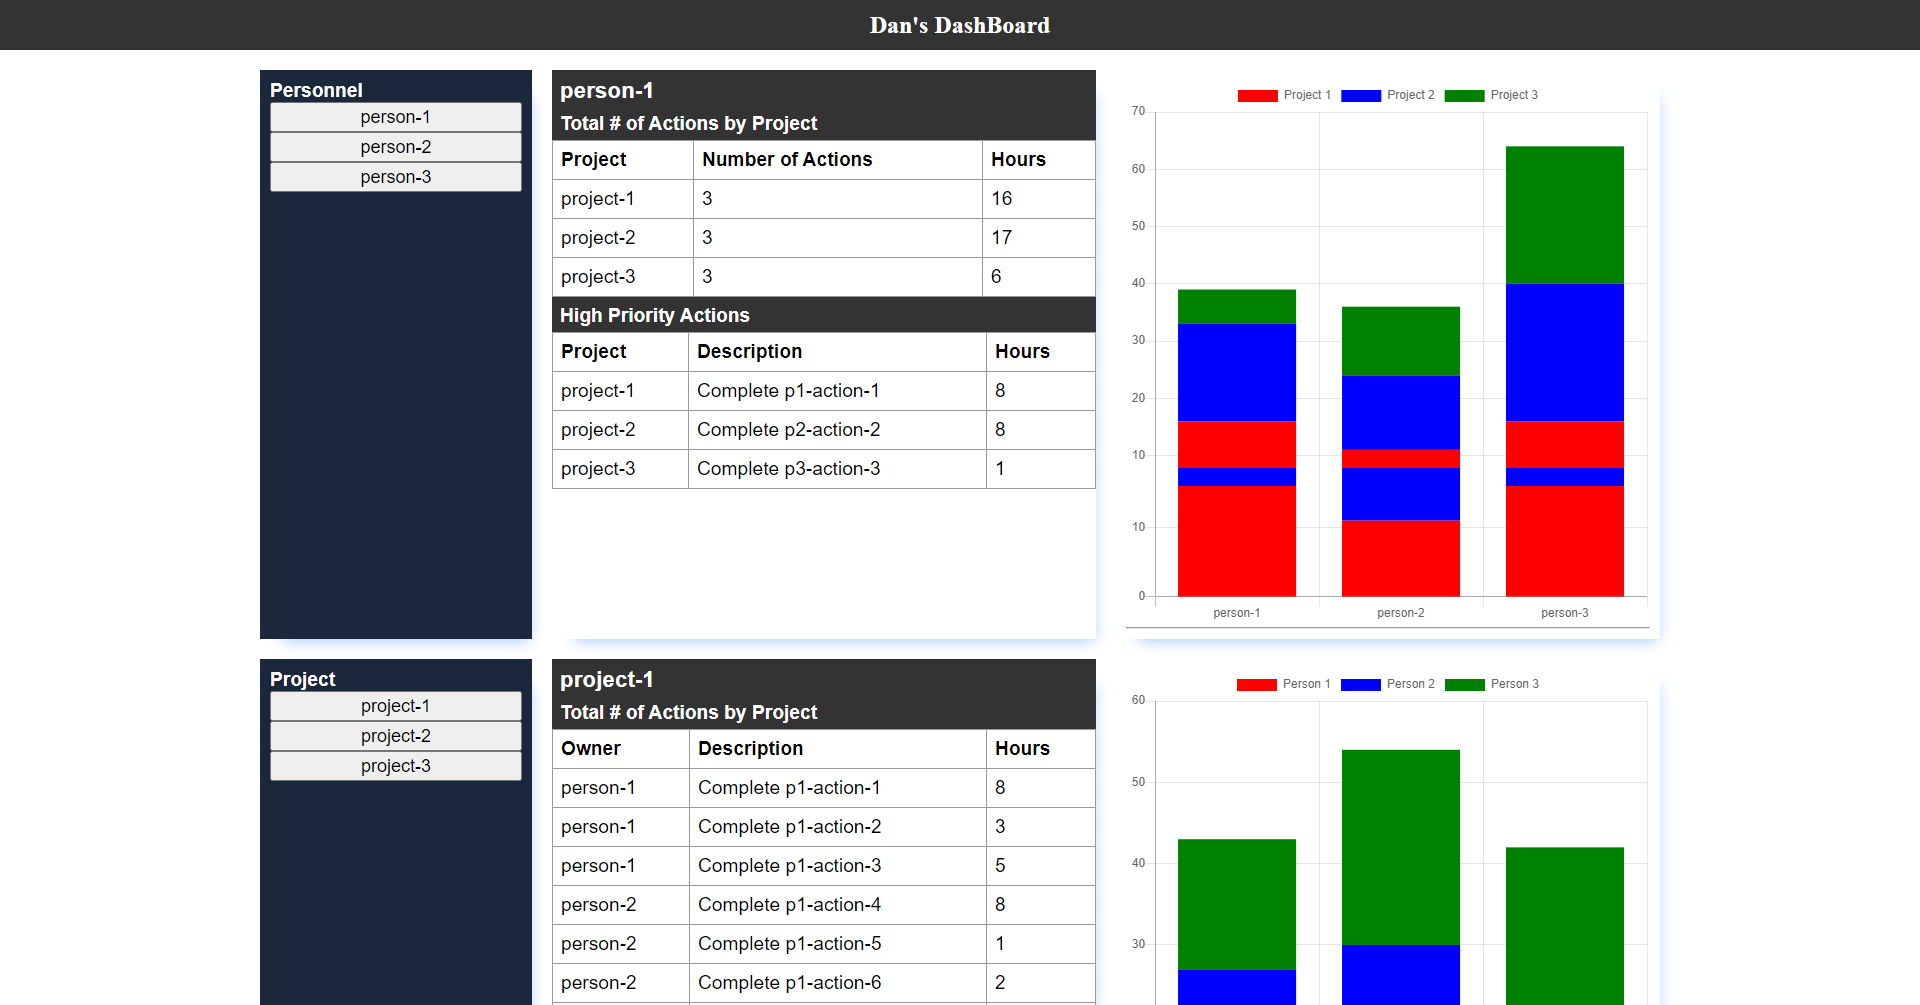 Dan's DashBoard
Personnel
person-1
person-2
person-3
person-1
Total # of Actions by Project
Project Number of Actions Hours
project-1 3 16
project-2 3 17
project-3 3 6
High Priority Actions
Project Description Hours
project-1 Complete p1-action-1 8
project-2 Complete p2-action-2 8
project-3 Complete p3-action-3 1
Project 1 Project 2 Project 3
70
60
50
40
30
20
10
10
0
person-1 person-2 person-3
Project
project-1
project-2
project-3
project-1
Total # of Actions by Project
Owner Description Hours
person-1 Complete p1-action-1 8
person-1 Complete p1-action-2 3
person-1 Complete p1-action-3 5
person-2 Complete p1-action-4 8
person-2 Complete p1-action-5 1
person-2 Complete p1-action-6 2
Person 1 Person 2 Person 3
60
50
40
30